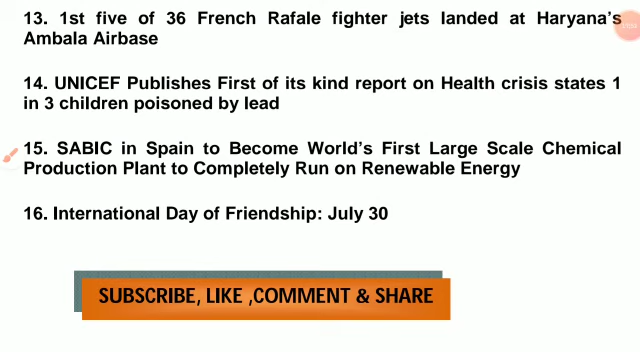 13. 1st five of 36 French Rafale fighter jets landed at Haryana's
Ambala Airbase
14. UNICEF Publishes First of its kind report on Health crisis states 1
in 3 children poisoned by lead
15. SABIC in Spain to Become World's First Large Scale Chemical
Production Plant to Completely Run on Renewable Energy
16. International Day of Friendship: July 30
SUBSCRIBE, LIKE ,COMMENT & SHARE